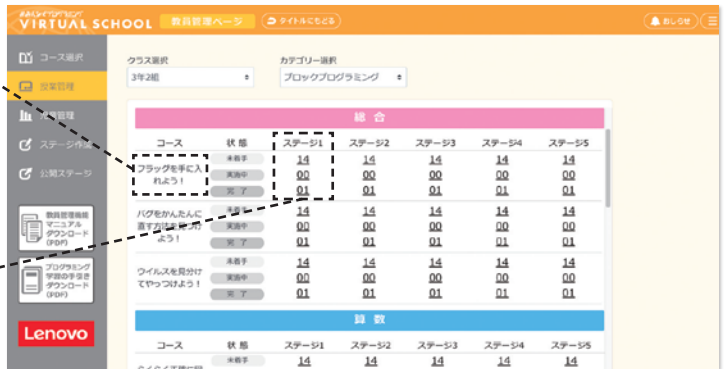 VIRTUAL SCHOOL 教員管理ページ タイトルにもどる おしらせ
コース選択
授業管理
ステージ作成
公開ステージ
教員管理機能
マニュアル
ダウンロード
(PDF)
プログラミング
学習の手引き
ダウンロード
(PDF)
Lenovo
クラス選択 カテゴリー選択
3年2組 ブロックプログラミング
総合
コース 状態 ステージ1 ステージ2 ステージ3 ステージ4 ステージ5
フラッグを手に入
れよう！
未着手 14 14 14 14 14
実施中 00 00 00 00 00
完了 01 01 01 01 01
バグをかんたんに
直す方法を見つけ
よう！
未着手 14 14 14 14 14
実施中 00 00 00 00 00
完了 01 01 01 01 01
ウイルスを見分け
てやっつけよう！
未着手 14 14 14 14 14
実施中 00 00 00 00 00
完了 01 01 01 01 01
算数
コース 状態 ステージ1 ステージ2 ステージ3 ステージ4 ステージ5
未着手 14 14 14 14 14